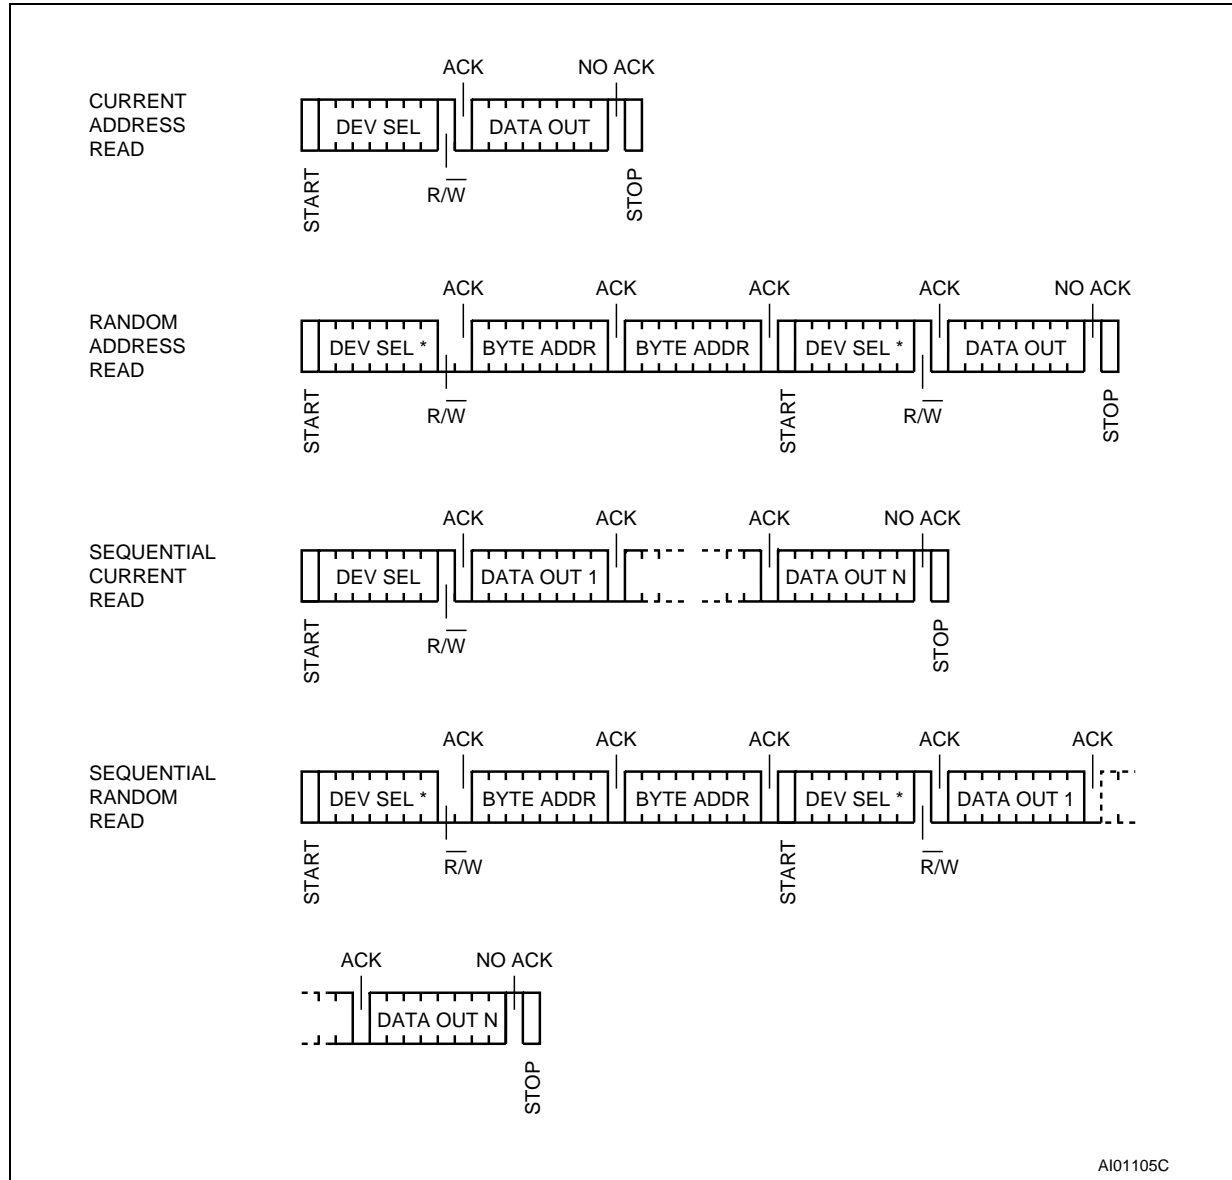 ACK NO ACK
CURRENT
ADDRESS
READ
DEV SEL DATA OUT
START R/W̅ STOP
ACK ACK ACK ACK NO ACK
RANDOM
ADDRESS
READ
DEV SEL * BYTE ADDR BYTE ADDR DEV SEL * DATA OUT
START R/W̅ START R/W̅ STOP
ACK ACK ACK NO ACK
SEQUENTIAL
CURRENT
READ
DEV SEL DATA OUT 1 DATA OUT N
START R/W̅ STOP
ACK ACK ACK ACK ACK
SEQUENTIAL
RANDOM
READ
DEV SEL * BYTE ADDR BYTE ADDR DEV SEL * DATA OUT 1
START R̅/W START R̅/W
ACK NO ACK
DATA OUT N
STOP
AI01105C